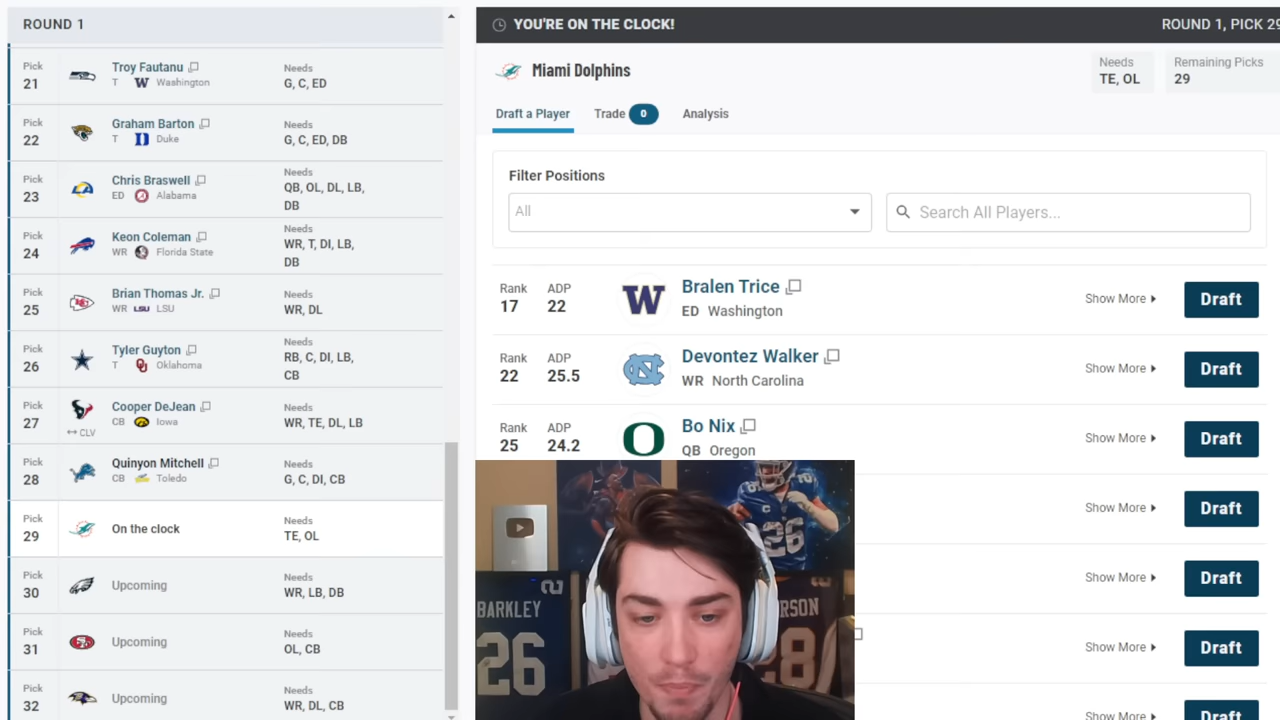 ROUND 1
Pick
21
Troy Fautanu
T W Washington
Needs
G, C, ED
Pick
22
Graham Barton
T D Duke
Needs
G, C, ED, DB
Pick
23
Chris Braswell
ED Alabama
Needs
QB, OL, DL, LB,
DB
Pick
24
Keon Coleman
WR Florida State
Needs
WR, T, DI, LB,
DB
Pick
25
Brian Thomas Jr.
WR LSU LSU
Needs
WR, DL
Pick
26
Tyler Guyton
T Oklahoma
Needs
RB, C, DI, LB,
CB
Pick
27
CLV
Cooper DeJean
CB Iowa
Needs
WR, TE, DL, LB
Pick
28
Quinyon Mitchell
CB Toledo
Needs
G, C, DI, CB
Pick
29
On the clock
Needs
TE, OL
Pick
30
Upcoming
Needs
WR, LB, DB
Pick
31
Upcoming
Needs
OL, CB
Pick
32
Upcoming
Needs
WR, DL, CB
YOU'RE ON THE CLOCK!
ROUND 1, PICK 29
Miami Dolphins
Needs
TE, OL
Remaining Picks
29
Draft a Player
Trade 0
Analysis
Filter Positions
All
Search All Players...
Rank
17
ADP
22
W
Bralen Trice
ED Washington
Show More
Draft
Rank
22
ADP
25.5
NC
Devontez Walker
WR North Carolina
Show More
Draft
Rank
25
ADP
24.2
O
Bo Nix
QB Oregon
Show More
Draft
Show More
Draft
Show More
Draft
Show More
Draft
Show More
Draft
26
BARKLEY
26
RSON
28